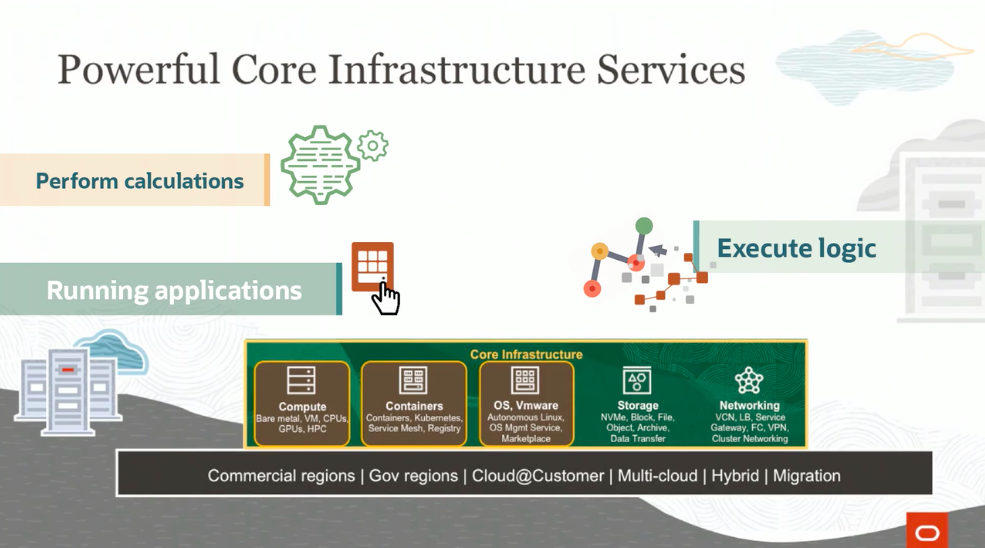 Powerful Core Infrastructure Services
Perform calculations
Execute logic
Running applications
Core Infrastructure
Compute
Bare metal, VM, CPUs,
GPUs, HPC
Containers
Containers, Kubernetes,
Service Mesh, Registry
OS, Vmware
Autonomous Linux,
OS Mgmt Service,
Marketplace
Storage
NVMe, Block, File,
Object, Archive,
Data Transfer
Networking
VCN, LB, Service
Gateway, FC, VPN,
Cluster Networking
Commercial regions | Gov regions | Cloud@Customer | Multi-cloud | Hybrid | Migration